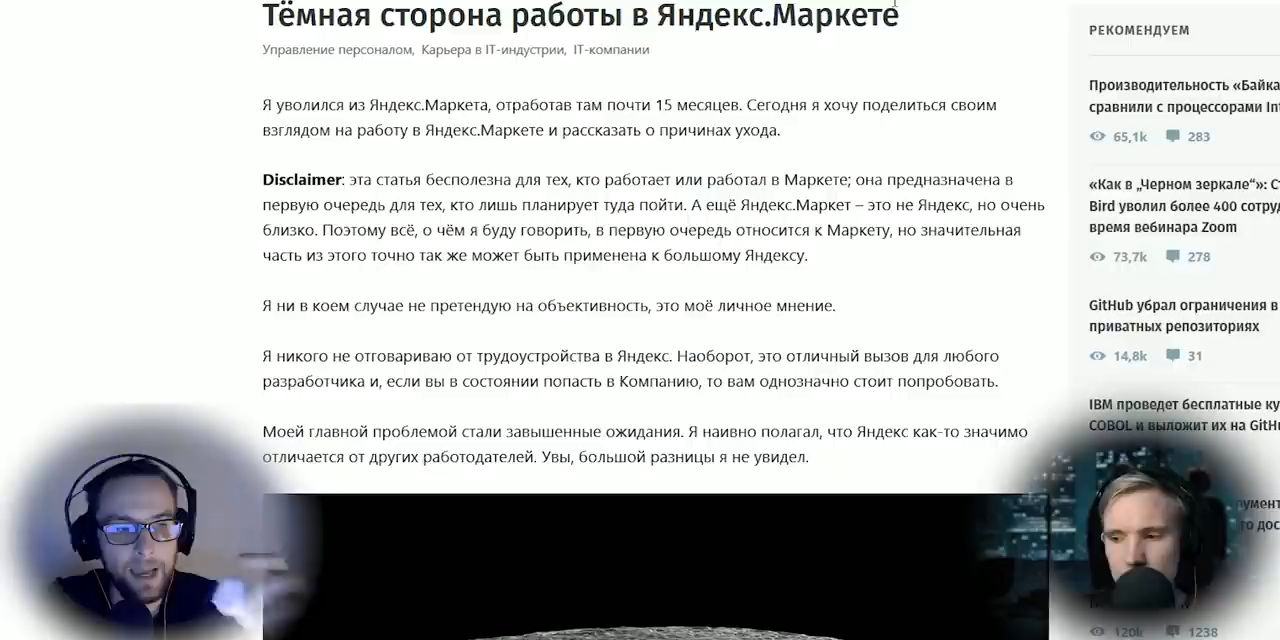 Тёмная сторона работы в Яндекс.Маркете
Управление персоналом, Карьера в IT-индустрии, IT-компании
Я уволился из Яндекс.Маркета, отработав там почти 15 месяцев. Сегодня я хочу поделиться своим
взглядом на работу в Яндекс.Маркете и рассказать о причинах ухода.
Disclaimer: эта статья бесполезна для тех, кто работает или работал в Маркете; она предназначена в
первую очередь для тех, кто лишь планирует туда пойти. А ещё Яндекс.Маркет – это не Яндекс, но очень
близко. Поэтому всё, о чём я буду говорить, в первую очередь относится к Маркету, но значительная
часть из этого точно так же может быть применена к большому Яндексу.
Я ни в коем случае не претендую на объективность, это моё личное мнение.
Я никого не отговариваю от трудоустройства в Яндекс. Наоборот, это отличный вызов для любого
разработчика и, если вы в состоянии попасть в Компанию, то вам однозначно стоит попробовать.
Моей главной проблемой стали завышенные ожидания. Я наивно полагал, что Яндекс как-то значимо
отличается от других работодателей. Увы, большой разницы я не увидел.
РЕКОМЕНДУЕМ
Производительность «Байка
сравнили с процессорами Int
65,1k 283
«Как в „Черном зеркале“»: С
Bird уволил более 400 сотру
время вебинара Zoom
73,7k 278
GitHub убрал ограничения в
приватных репозиториях
14,8k 31
IBM проведет бесплатные ку
COBOL и выложит их на GitH
120k 1238